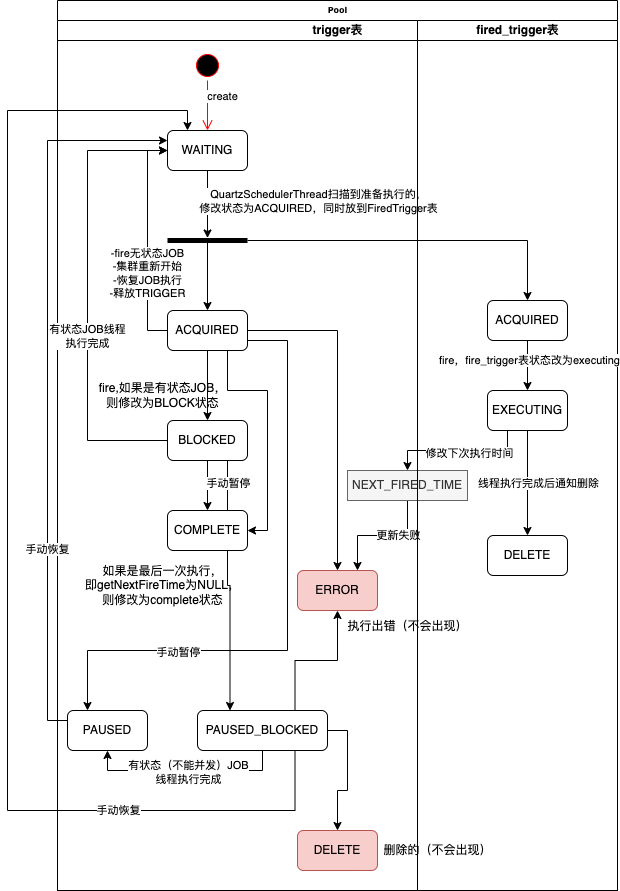 Pool
trigger表
fired_trigger表
create
WAITING
QuartzSchedulerThread扫描到准备执行的,
修改状态为ACQUIRED，同时放到FiredTrigger表
-fire无状态JOB
-集群重新开始
-恢复JOB执行
-释放TRIGGER
ACQUIRED
ACQUIRED
有状态JOB线程
执行完成
fire，fire_trigger表状态改为executing
fire,如果是有状态JOB，
则修改为BLOCK状态
EXECUTING
BLOCKED
修改下次执行时间
手动暂停
NEXT_FIRED_TIME
线程执行完成后通知删除
COMPLETE
更新失败
手动恢复
DELETE
如果是最后一次执行，
即getNextFireTime为NULL,
则修改为complete状态
ERROR
执行出错（不会出现）
手动暂停
PAUSED
PAUSED_BLOCKED
有状态（不能并发）JOB
线程执行完成
手动恢复
DELETE
删除的（不会出现）